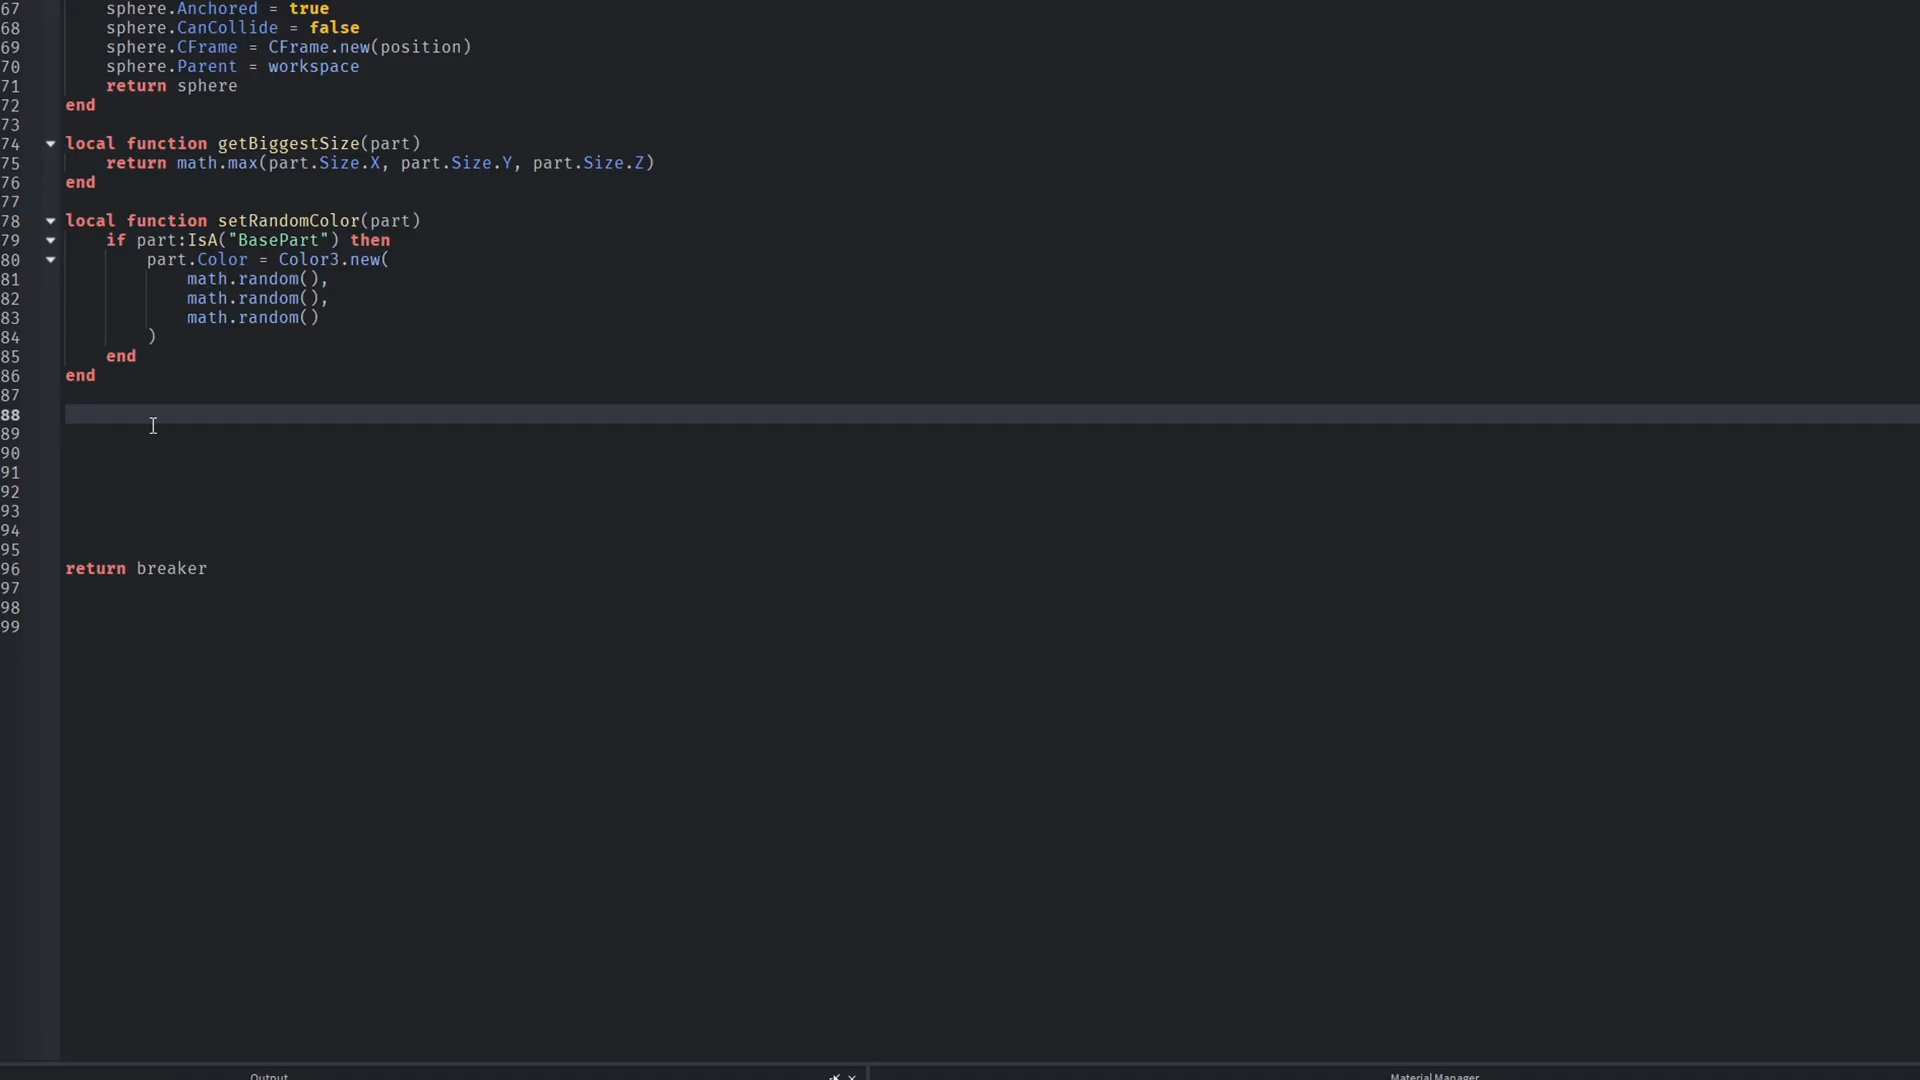 67 sphere.Anchored = true
68 sphere.CanCollide = false
69 sphere.CFrame = CFrame.new(position)
70 sphere.Parent = workspace
71 return sphere
72 end
73
74 local function getBiggestSize(part)
75 return math.max(part.Size.X, part.Size.Y, part.Size.Z)
76 end
77
78 local function setRandomColor(part)
79 if part:IsA("BasePart") then
80 part.Color = Color3.new(
81 math.random(),
82 math.random(),
83 math.random()
84 )
85 end
86 end
87
88
89
90
91
92
93
94
95
96 return breaker
97
98
99
Output
Material Manager